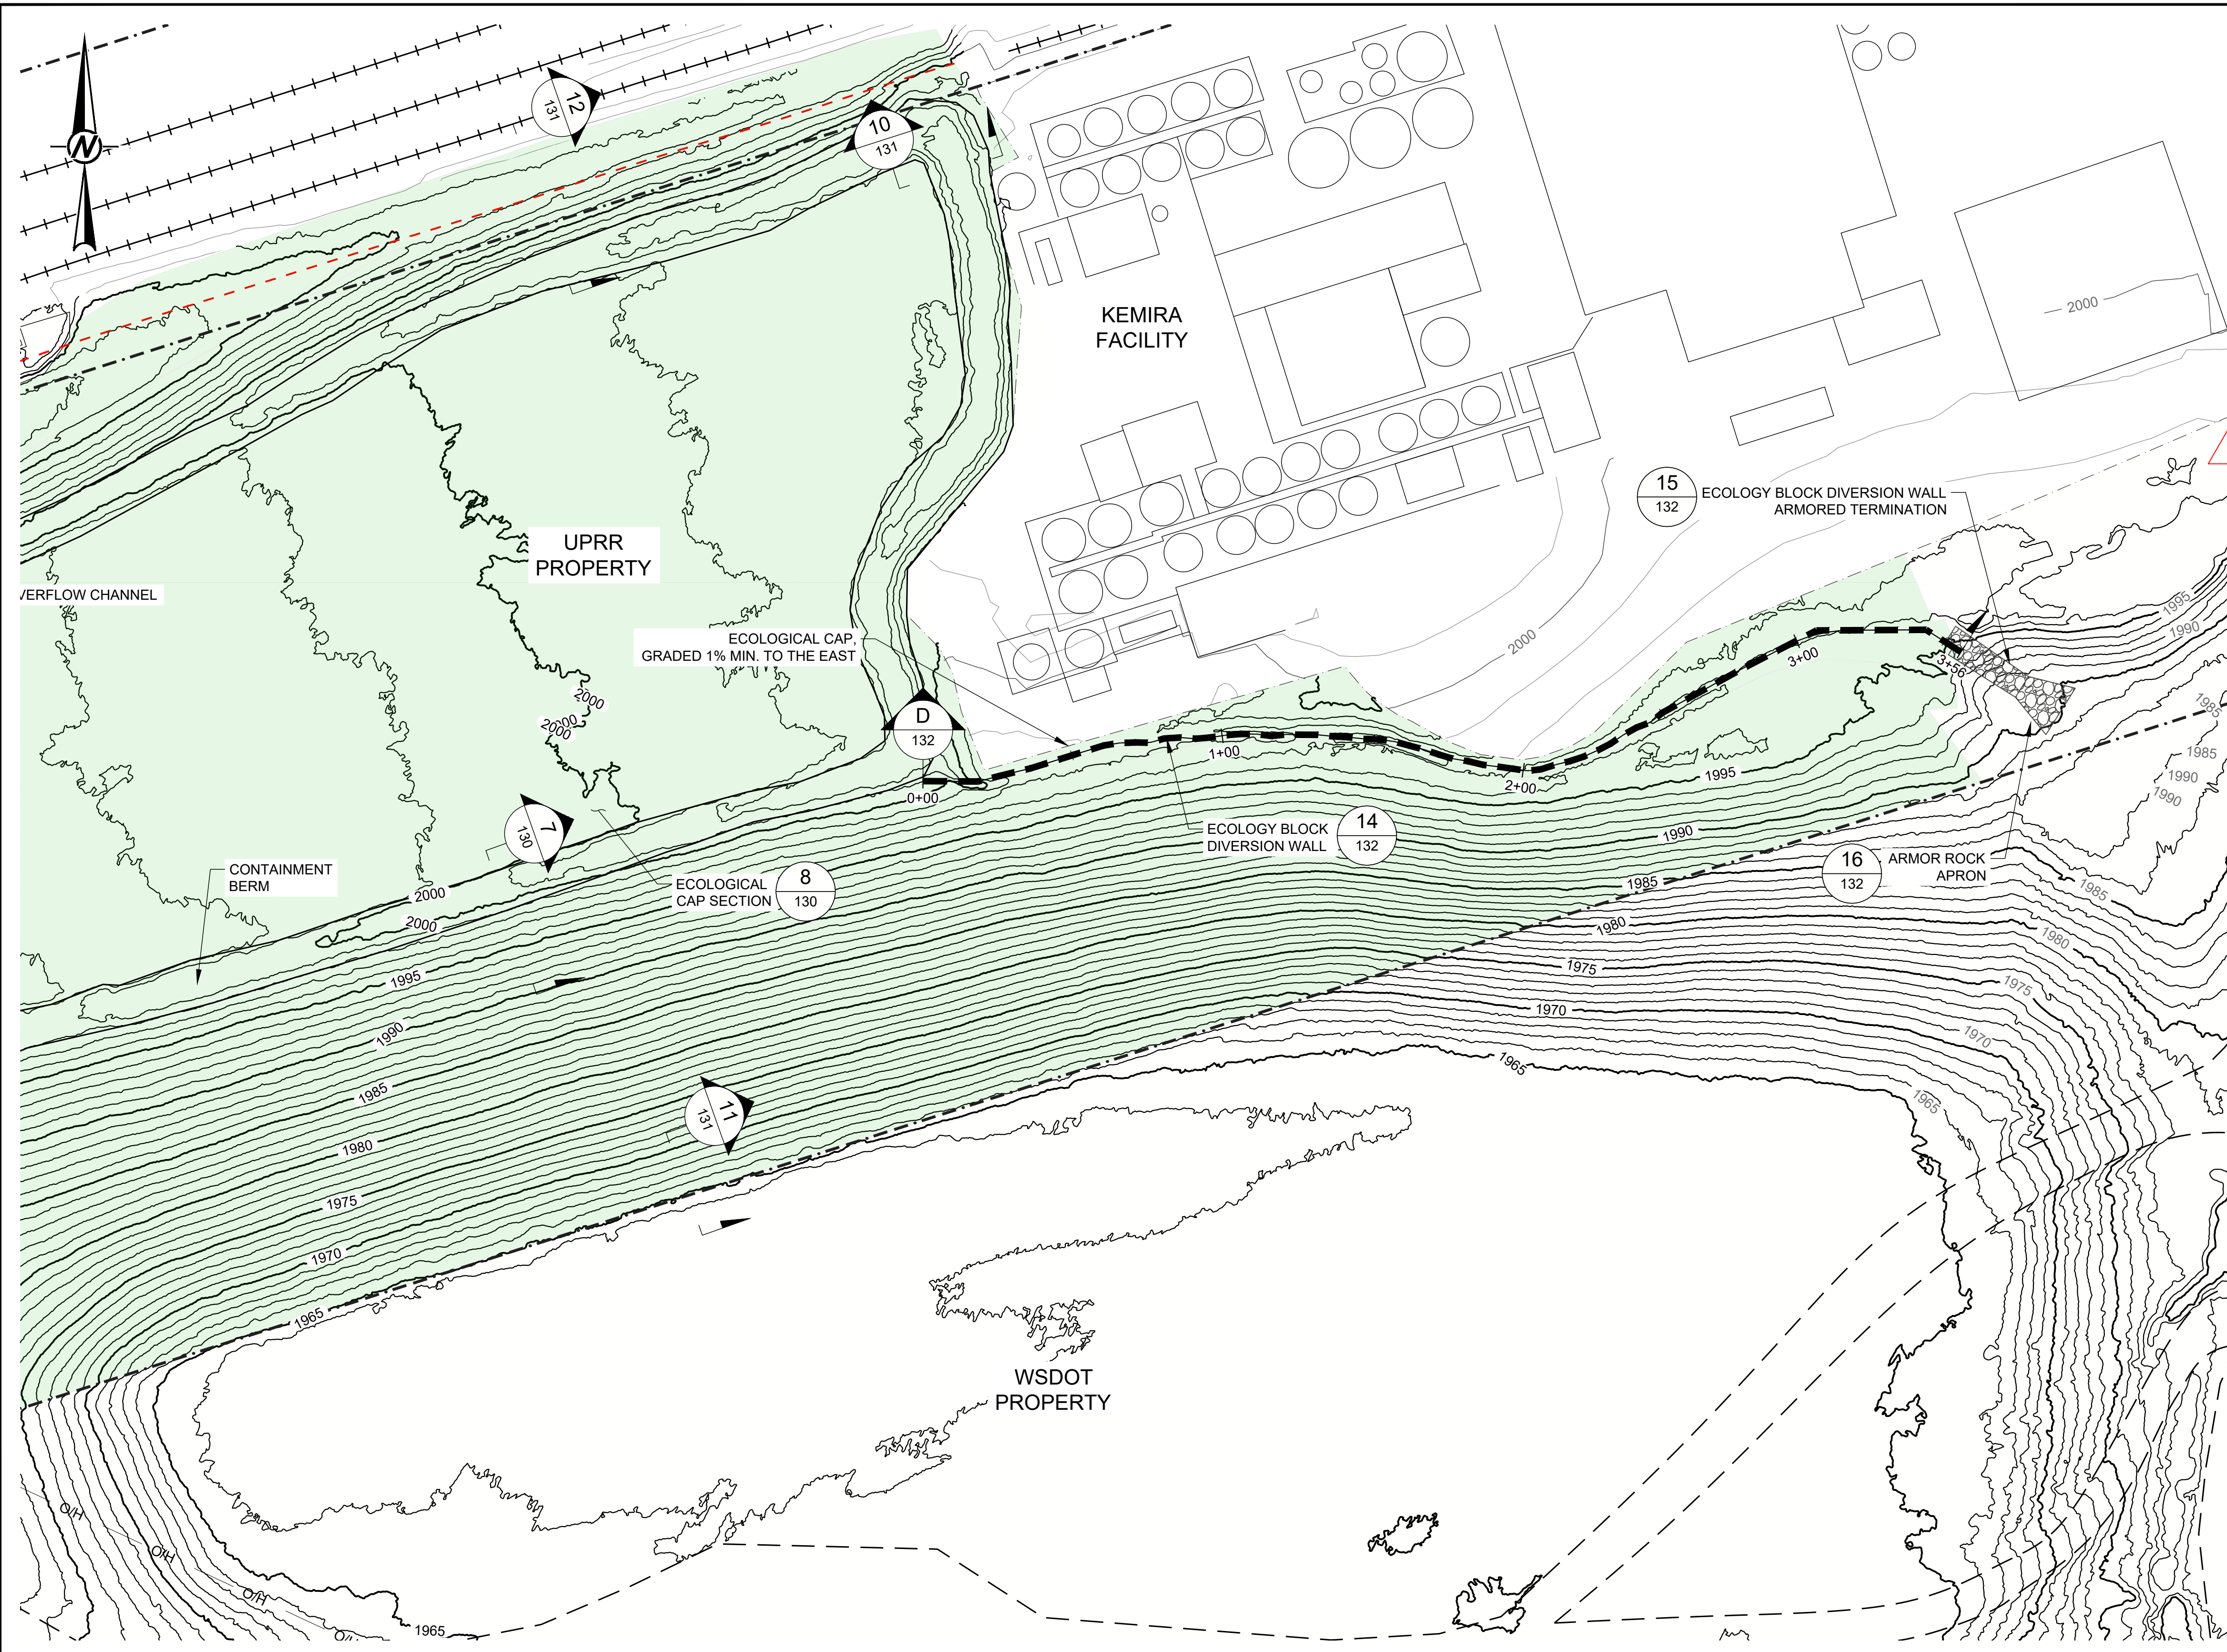 N
12
131
10
131
KEMIRA
FACILITY
2000
15
132
ECOLOGY BLOCK DIVERSION WALL
ARMORED TERMINATION
UPRR
PROPERTY
VERFLOW CHANNEL
ECOLOGICAL CAP,
GRADED 1% MIN. TO THE EAST
2000
1995
1990
3+00
3+56
2000
2000
1985
D
132
0+00
1+00
2+00
1995
1985
1990
1990
7
130
ECOLOGY BLOCK
DIVERSION WALL
14
132
1990
CONTAINMENT
BERM
ECOLOGICAL
CAP SECTION
8
130
16
132
ARMOR ROCK
APRON
2000
2000
1985
1985
1980
1980
1995
1975
1975
1990
1970
1970
1985
1965
1965
11
131
1980
1975
1970
1965
WSDOT
PROPERTY
O/H
O/H
O/H
O/H
1965